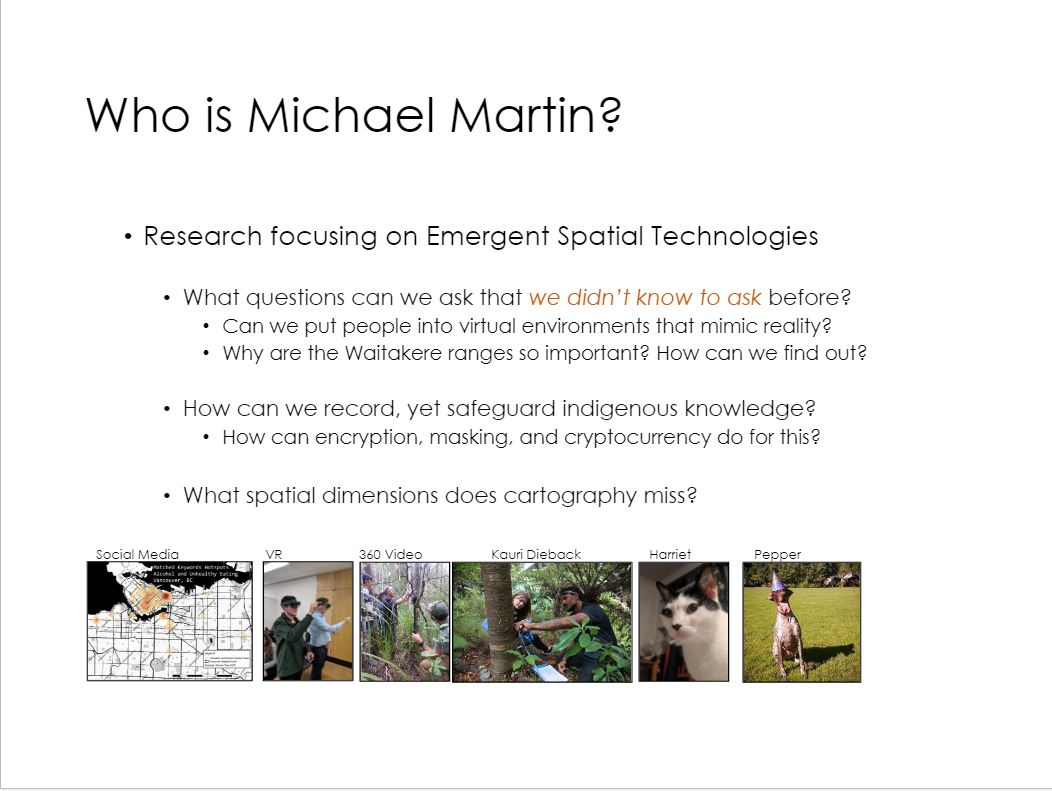 Who is Michael Martin?
• Research focusing on Emergent Spatial Technologies
• What questions can we ask that we didn't know to ask before?
• Can we put people into virtual environments that mimic reality?
• Why are the Waitakere ranges so important? How can we find out?
• How can we record, yet safeguard indigenous knowledge?
• How can encryption, masking, and cryptocurrency do for this?
• What spatial dimensions does cartography miss?
Social Media VR 360 Video Kauri Dieback Harriet Pepper
Matched Keywords Hotspots
Alcohol and Unhealthy Eating
Vancouver, BC